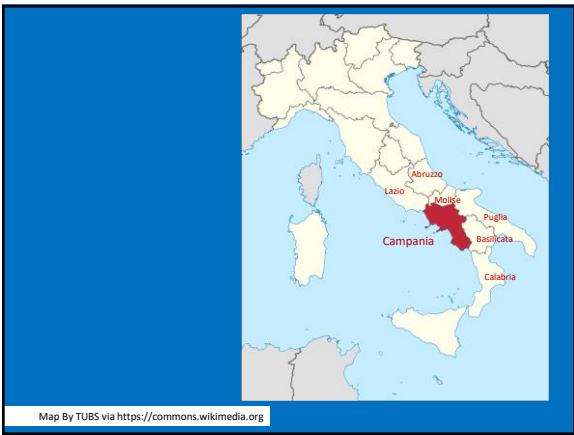 Abruzzo
Lazio
Molise
Puglia
Campania
Basilicata
Calabria
Map By TUBS via https://commons.wikimedia.org